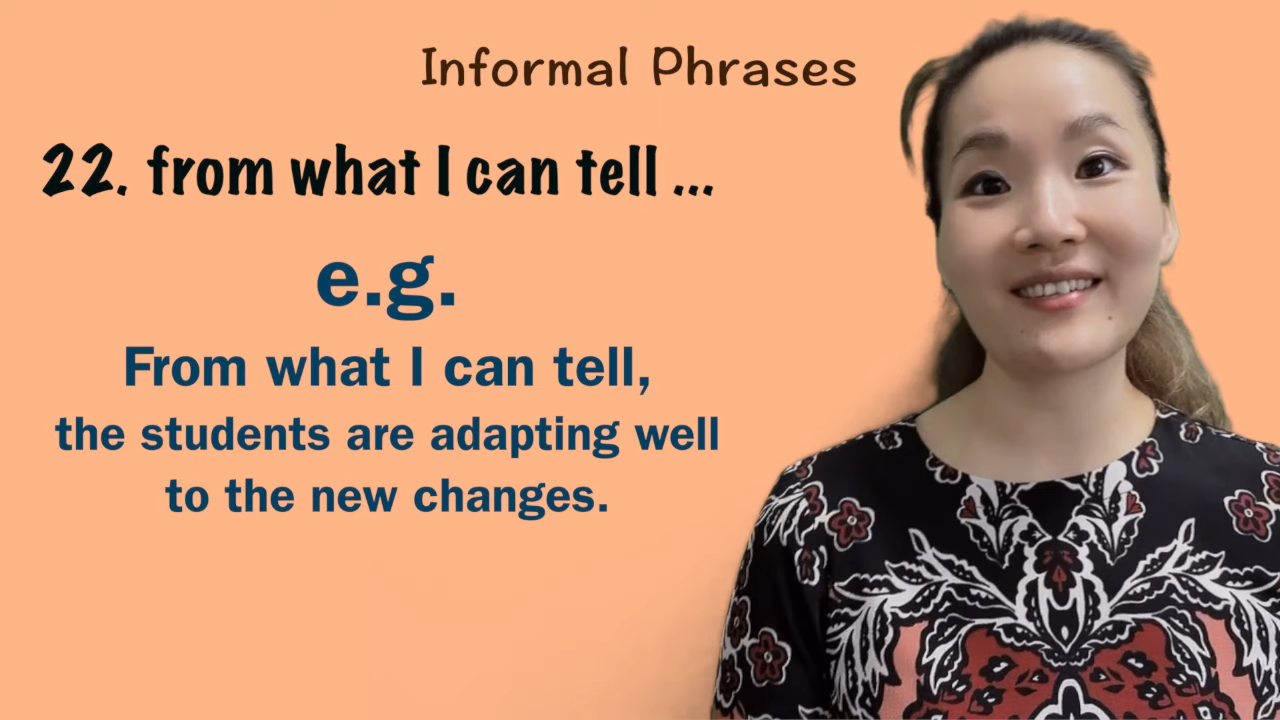 Informal Phrases
22. from what I can tell ...
e.g.
From what I can tell,
the students are adapting well
to the new changes.